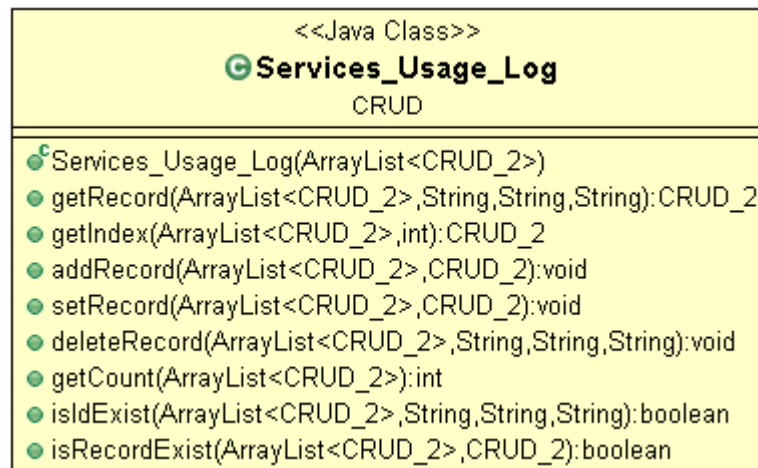 <<Java Class>>
Services_Usage_Log
CRUD
Services_Usage_Log(ArrayList<CRUD_2>)
getRecord(ArrayList<CRUD_2>,String,String,String):CRUD_2
getIndex(ArrayList<CRUD_2>,int):CRUD_2
addRecord(ArrayList<CRUD_2>,CRUD_2):void
setRecord(ArrayList<CRUD_2>,CRUD_2):void
deleteRecord(ArrayList<CRUD_2>,String,String,String):void
getCount(ArrayList<CRUD_2>):int
isIdExist(ArrayList<CRUD_2>,String,String,String):boolean
isRecordExist(ArrayList<CRUD_2>,CRUD_2):boolean